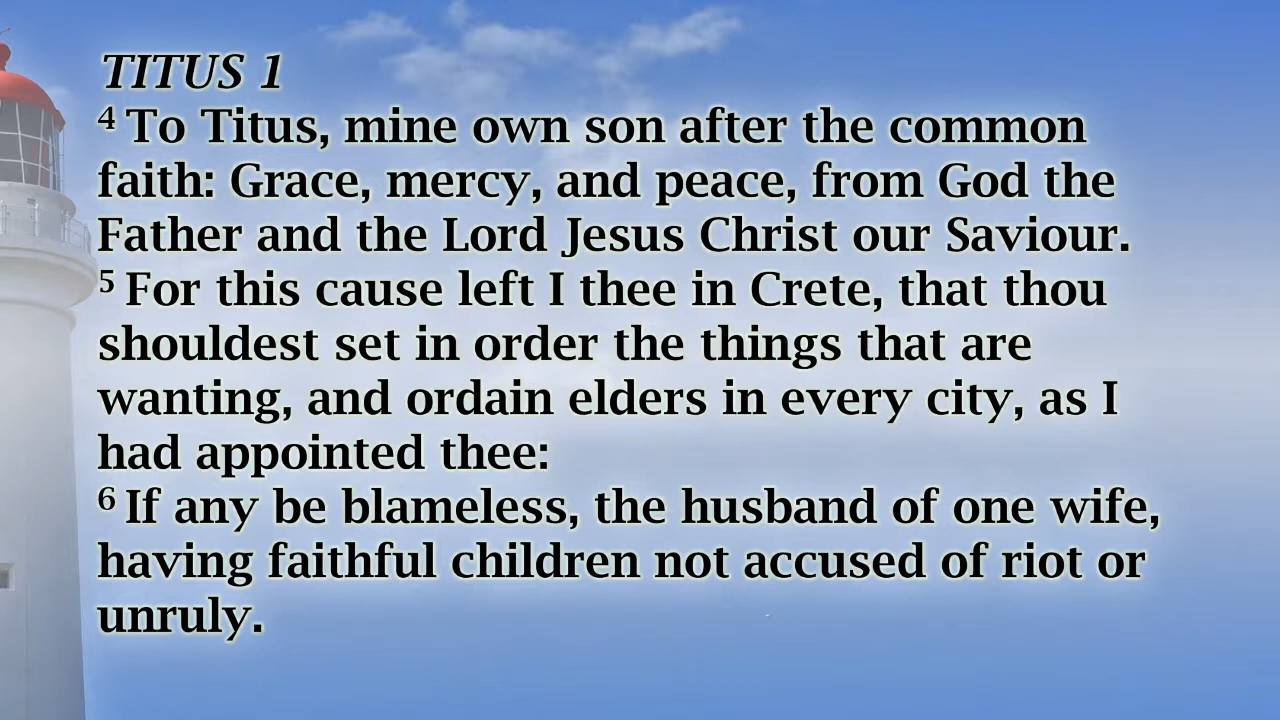 TITUS 1
4 To Titus, mine own son after the common
faith: Grace, mercy, and peace, from God the
Father and the Lord Jesus Christ our Saviour.
5 For this cause left I thee in Crete, that thou
shouldest set in order the things that are
wanting, and ordain elders in every city, as I
had appointed thee:
6 If any be blameless, the husband of one wife,
having faithful children not accused of riot or
unruly.